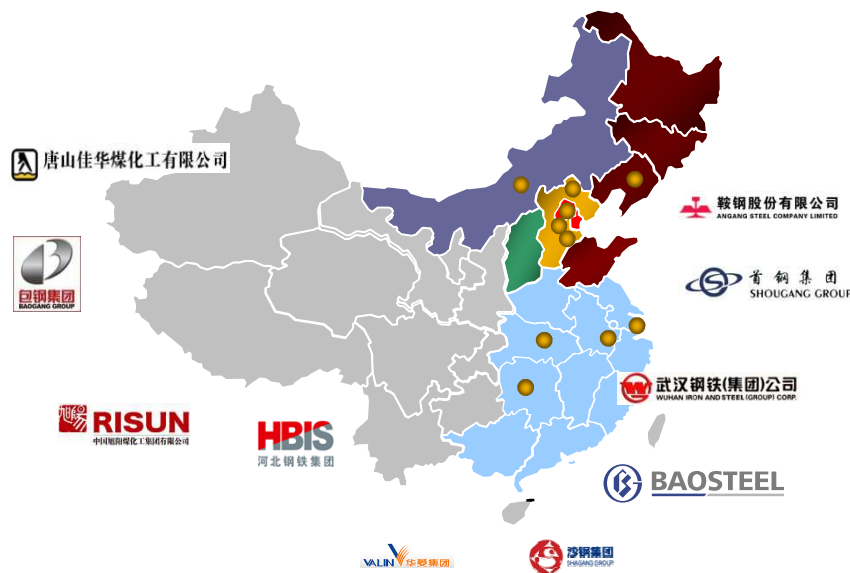 唐山佳华煤化工有限公司
鞍钢股份有限公司
ANGANG STEEL COMPANY LIMITED
包钢集团
BAOGANG GROUP
首钢集团
SHOUGANG GROUP
武汉钢铁(集团)公司
WUHAN IRON AND STEEL (GROUP) CORP.
旭阳 RISUN
中国旭阳煤化工集团有限公司
HBIS
河北钢铁集团
BAOSTEEL
VALIN 华菱集团
沙钢集团
SHAGANG GROUP